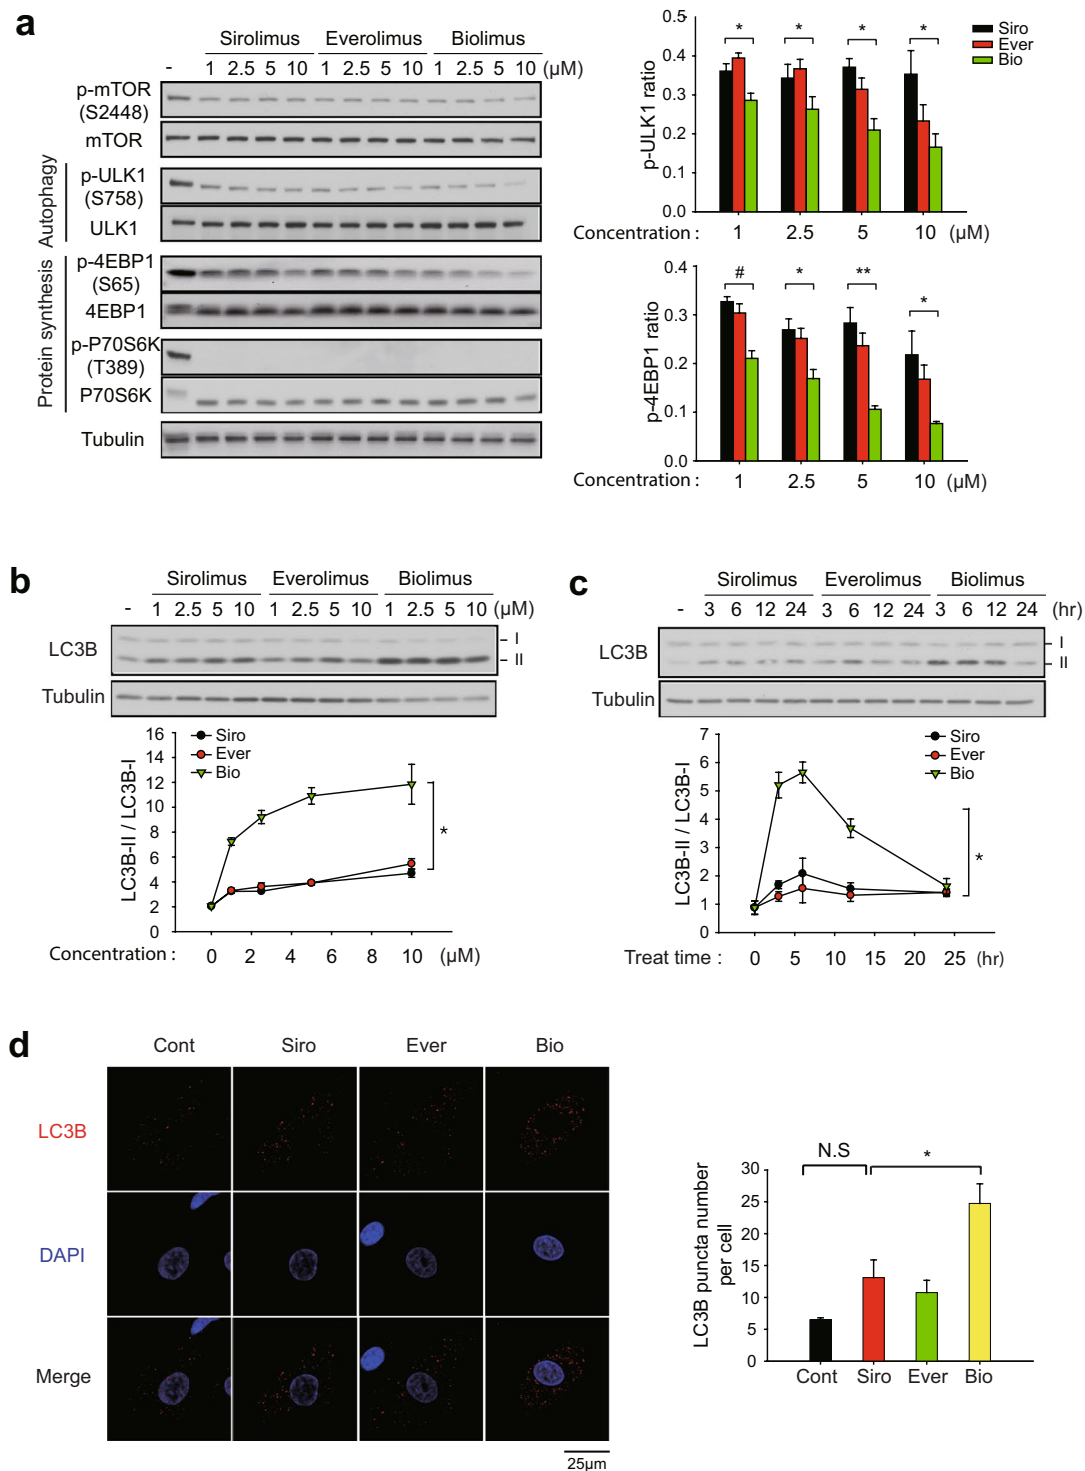 a
Sirolimus Everolimus Biolimus
- 1 2.5 5 10 1 2.5 5 10 1 2.5 5 10 (μM)
p-mTOR
(S2448)
mTOR
Autophagy
p-ULK1
(S758)
ULK1
Protein synthesis
p-4EBP1
(S65)
4EBP1
p-P70S6K
(T389)
P70S6K
Tubulin
p-ULK1 ratio
0.5
0.4
0.3
0.2
0.1
0.0
* * * *
Siro
Ever
Bio
Concentration : 1 2.5 5 10 (μM)
p-4EBP1 ratio
0.4
0.3
0.2
0.1
0.0
# * ** *
Concentration : 1 2.5 5 10 (μM)
b
Sirolimus Everolimus Biolimus
- 1 2.5 5 10 1 2.5 5 10 1 2.5 5 10 (μM)
LC3B
I
II
Tubulin
LC3B-II / LC3B-I
16
14
12
10
8
6
4
2
0
Siro
Ever
Bio
*
Concentration : 0 2 4 6 8 10 (μM)
c
Sirolimus Everolimus Biolimus
- 3 6 12 24 3 6 12 24 3 6 12 24 (hr)
LC3B
I
II
Tubulin
LC3B-II / LC3B-I
7
6
5
4
3
2
1
0
Siro
Ever
Bio
*
Treat time : 0 5 10 15 20 25 (hr)
d
Cont Siro Ever Bio
LC3B
DAPI
Merge
25μm
LC3B puncta number
per cell
30
25
20
15
10
5
0
N.S *
Cont Siro Ever Bio